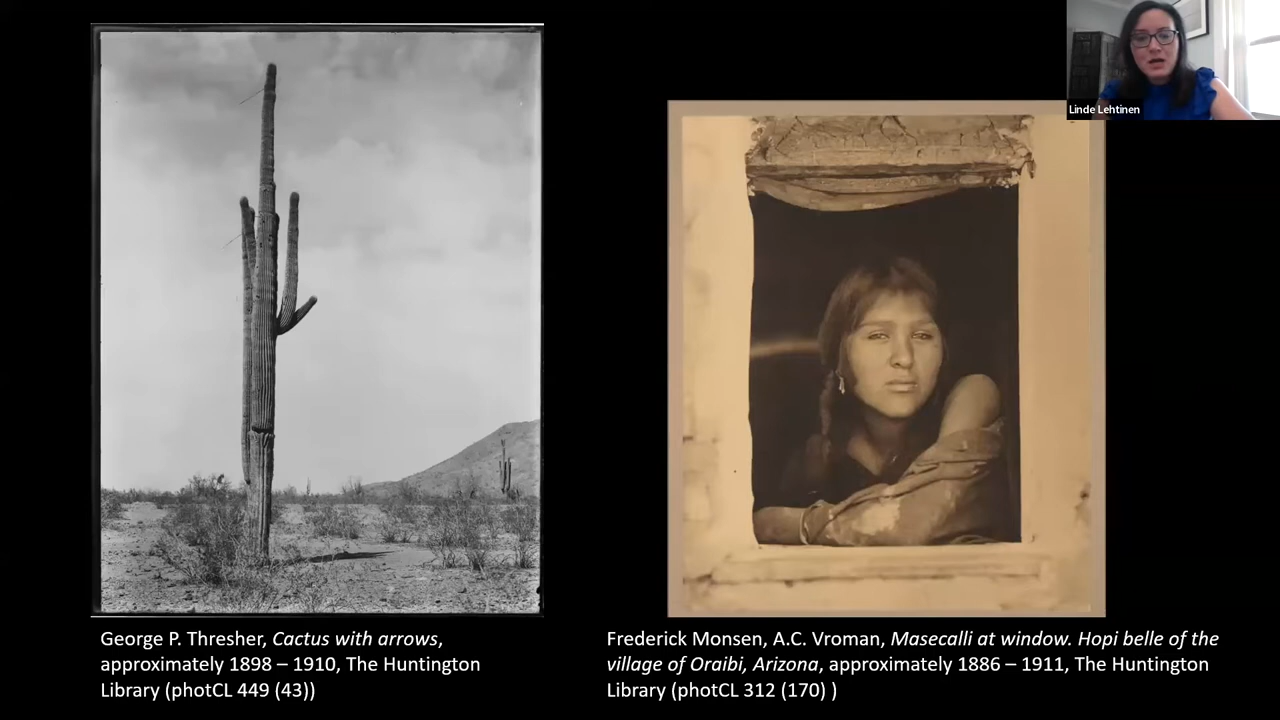 Linde Lehtinen
George P. Thresher, Cactus with arrows,
approximately 1898 – 1910, The Huntington
Library (photCL 449 (43))
Frederick Monsen, A.C. Vroman, Masecalli at window. Hopi belle of the
village of Oraibi, Arizona, approximately 1886 – 1911, The Huntington
Library (photCL 312 (170) )